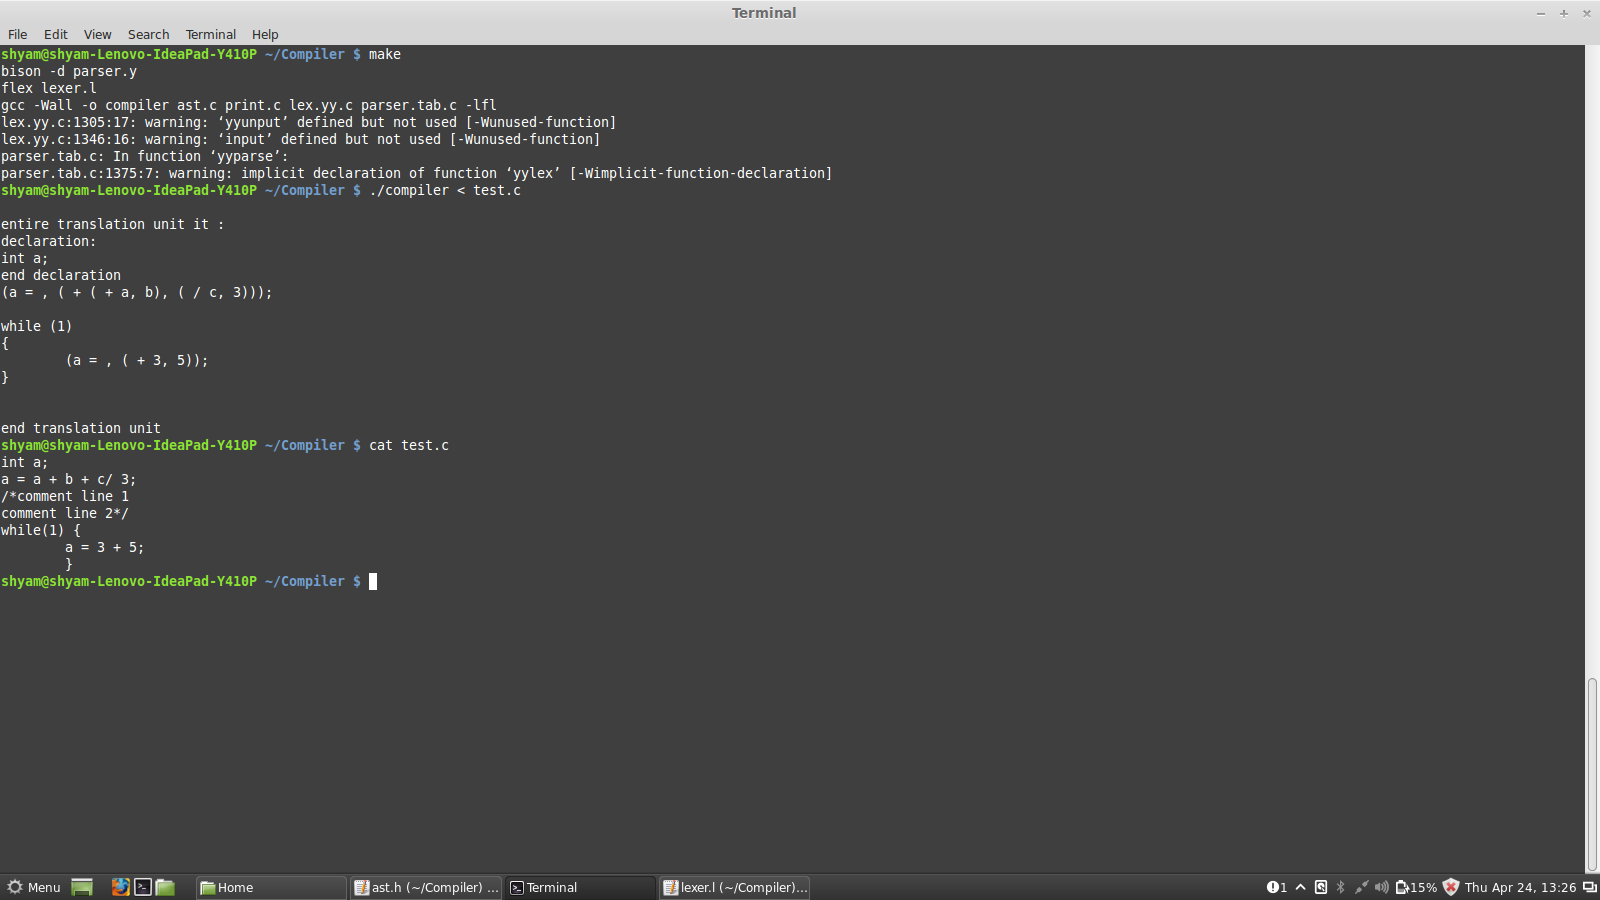 Terminal
File Edit View Search Terminal Help
shyam@shyam-Lenovo-IdeaPad-Y410P ~/Compiler $ make
bison -d parser.y
flex lexer.l
gcc -Wall -o compiler ast.c print.c lex.yy.c parser.tab.c -lfl
lex.yy.c:1305:17: warning: ‘yyunput’ defined but not used [-Wunused-function]
lex.yy.c:1346:16: warning: ‘input’ defined but not used [-Wunused-function]
parser.tab.c: In function ‘yyparse’:
parser.tab.c:1375:7: warning: implicit declaration of function ‘yylex’ [-Wimplicit-function-declaration]
shyam@shyam-Lenovo-IdeaPad-Y410P ~/Compiler $ ./compiler < test.c
entire translation unit it :
declaration:
int a;
end declaration
(a = , ( + ( + a, b), ( / c, 3)));
while (1)
{
(a = , ( + 3, 5));
}
end translation unit
shyam@shyam-Lenovo-IdeaPad-Y410P ~/Compiler $ cat test.c
int a;
a = a + b + c/ 3;
/*comment line 1
comment line 2*/
while(1) {
a = 3 + 5;
}
shyam@shyam-Lenovo-IdeaPad-Y410P ~/Compiler $
Menu Home ast.h (~/Compiler) ... Terminal lexer.l (~/Compiler)... 1 15% Thu Apr 24, 13:26